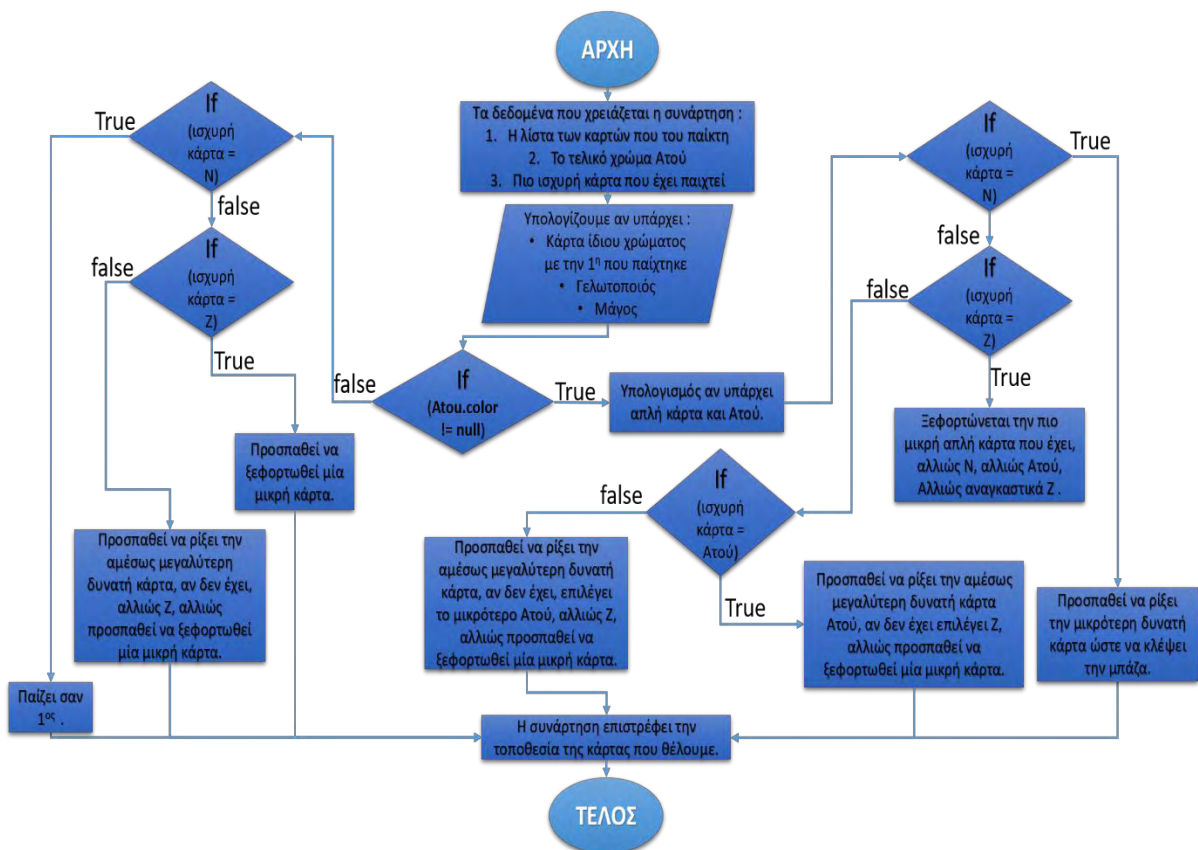 ΑΡΧΗ
Τα δεδομένα που χρειάζεται η συνάρτηση :
1. Η λίστα των καρτών που του παίκτη
2. Το τελικό χρώμα Ατού
3. Πιο ισχυρή κάρτα που έχει παιχτεί
Υπολογίζουμε αν υπάρχει :
• Κάρτα ίδιου χρώματος
με την 1η που παίχτηκε
• Γελωτοποιός
• Μάγος
If
(Atou.color
!= null)
false
True
If
(ισχυρή
κάρτα =
N)
True
false
If
(ισχυρή
κάρτα =
Z)
false
True
Προσπαθεί να
ξεφορτωθεί μία
μικρή κάρτα.
Προσπαθεί να ρίξει την
αμέσως μεγαλύτερη
δυνατή κάρτα, αν δεν έχει,
αλλιώς Z, αλλιώς
προσπαθεί να ξεφορτωθεί
μία μικρή κάρτα.
Παίζει σαν
1ος .
Υπολογισμός αν υπάρχει
απλή κάρτα και Ατού.
If
(ισχυρή
κάρτα =
N)
True
false
If
(ισχυρή
κάρτα =
Z)
false
True
Ξεφορτώνεται την πιο
μικρή απλή κάρτα που έχει,
αλλιώς N, αλλιώς Ατού,
Αλλιώς αναγκαστικά Z .
If
(ισχυρή
κάρτα =
Ατού)
false
True
Προσπαθεί να ρίξει την
αμέσως μεγαλύτερη δυνατή
κάρτα, αν δεν έχει, επιλέγει
το μικρότερο Ατού, αλλιώς Z,
αλλιώς προσπαθεί να
ξεφορτωθεί μία μικρή κάρτα.
Προσπαθεί να ρίξει την αμέσως
μεγαλύτερη δυνατή κάρτα
Ατού, αν δεν έχει επιλέγει Z,
αλλιώς προσπαθεί να
ξεφορτωθεί μία μικρή κάρτα.
Προσπαθεί να ρίξει
την μικρότερη δυνατή
κάρτα ώστε να κλέψει
την μπάζα.
Η συνάρτηση επιστρέφει την
τοποθεσία της κάρτας που θέλουμε.
ΤΕΛΟΣ